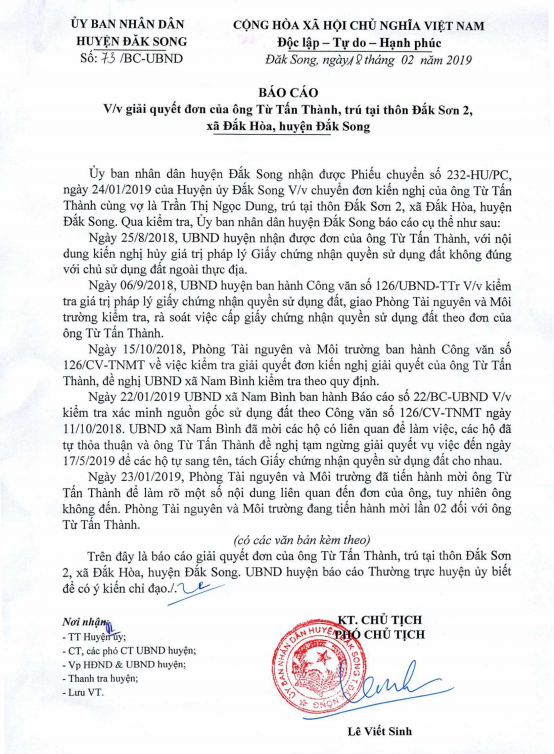 ỦY BAN NHÂN DÂN
HUYỆN ĐĂK SONG
Số: 73 /BC-UBND
CỘNG HÒA XÃ HỘI CHỦ NGHĨA VIỆT NAM
Độc lập – Tự do – Hạnh phúc
Đăk Song, ngày 18 tháng 02 năm 2019
BÁO CÁO
V/v giải quyết đơn của ông Từ Tấn Thành, trú tại thôn Đắk Sơn 2,
xã Đắk Hòa, huyện Đắk Song
Ủy ban nhân dân huyện Đắk Song nhận được Phiếu chuyển số 232-HU/PC,
ngày 24/01/2019 của Huyện ủy Đắk Song V/v chuyển đơn kiến nghị của ông Từ Tấn
Thành cùng vợ là Trần Thị Ngọc Dung, trú tại thôn Đắk Sơn 2, xã Đắk Hòa, huyện
Đắk Song. Qua kiểm tra, Ủy ban nhân dân huyện Đắk Song báo cáo cụ thể như sau:
Ngày 25/8/2018, UBND huyện nhận được đơn của ông Từ Tấn Thành, với nội
dung kiến nghị hủy giá trị pháp lý Giấy chứng nhận quyền sử dụng đất không đúng
với chủ sử dụng đất ngoài thực địa.
Ngày 06/9/2018, UBND huyện ban hành Công văn số 126/UBND-TTr V/v kiểm
tra giá trị pháp lý giấy chứng nhận quyền sử dụng đất, giao Phòng Tài nguyên và Môi
trường kiểm tra, rà soát việc cấp giấy chứng nhận quyền sử dụng đất theo đơn của
ông Từ Tấn Thành.
Ngày 15/10/2018, Phòng Tài nguyên và Môi trường ban hành Công văn số
126/CV-TNMT về việc kiểm tra giải quyết đơn kiến nghị giải quyết của ông Từ Tấn
Thành, đề nghị UBND xã Nam Bình kiểm tra theo quy định.
Ngày 22/01/2019 UBND xã Nam Bình ban hành Báo cáo số 22/BC-UBND V/v
kiểm tra xác minh nguồn gốc sử dụng đất theo Công văn số 126/CV-TNMT ngày
11/10/2018. UBND xã Nam Bình đã mời các hộ có liên quan để làm việc, các hộ đã
tự thỏa thuận và ông Từ Tấn Thành đề nghị tạm ngừng giải quyết vụ việc đến ngày
17/5/2019 để các hộ tự sang tên, tách Giấy chứng nhận quyền sử dụng đất cho nhau.
Ngày 23/01/2019, Phòng Tài nguyên và Môi trường đã tiến hành mời ông Từ
Tấn Thành để làm rõ một số nội dung liên quan đến đơn của ông, tuy nhiên ông
không đến. Phòng Tài nguyên và Môi trường đang tiến hành mời lần 02 đối với ông
Từ Tấn Thành.
(có các văn bản kèm theo)
Trên đây là báo cáo giải quyết đơn của ông Từ Tấn Thành, trú tại thôn Đắk Sơn
2, xã Đắk Hòa, huyện Đắk Song. UBND huyện báo cáo Thường trực huyện ủy biết
để có ý kiến chỉ đạo./.
Nơi nhận:
- TT Huyện ủy;
- CT, các phó CT UBND huyện;
- Vp HĐND & UBND huyện;
- Thanh tra huyện;
- Lưu VT.
KT. CHỦ TỊCH
PHÓ CHỦ TỊCH
ỦY BAN NHÂN DÂN HUYỆN ĐĂK SONG
Lê Viết Sinh